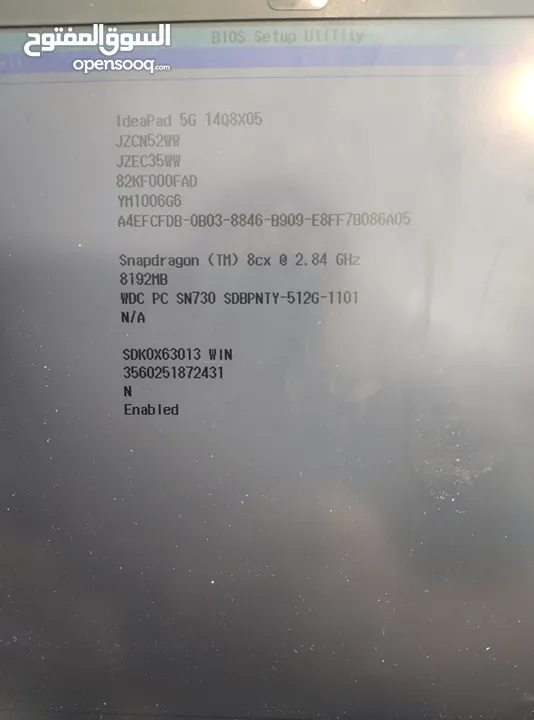 السوق المفتوح
opensooq.com
BIOS Setup Utility
IdeaPad 5G 14Q8X05
JZCN52WW
JZEC35WW
82KF000FAD
YM1006G6
A4EFCFDB-0B03-8846-B909-E8FF7B086A05
Snapdragon (TM) 8cx @ 2.84 GHz
8192MB
WDC PC SN730 SDBPNTY-512G-1101
N/A
SDK0X63013 WIN
3560251872431
N
Enabled